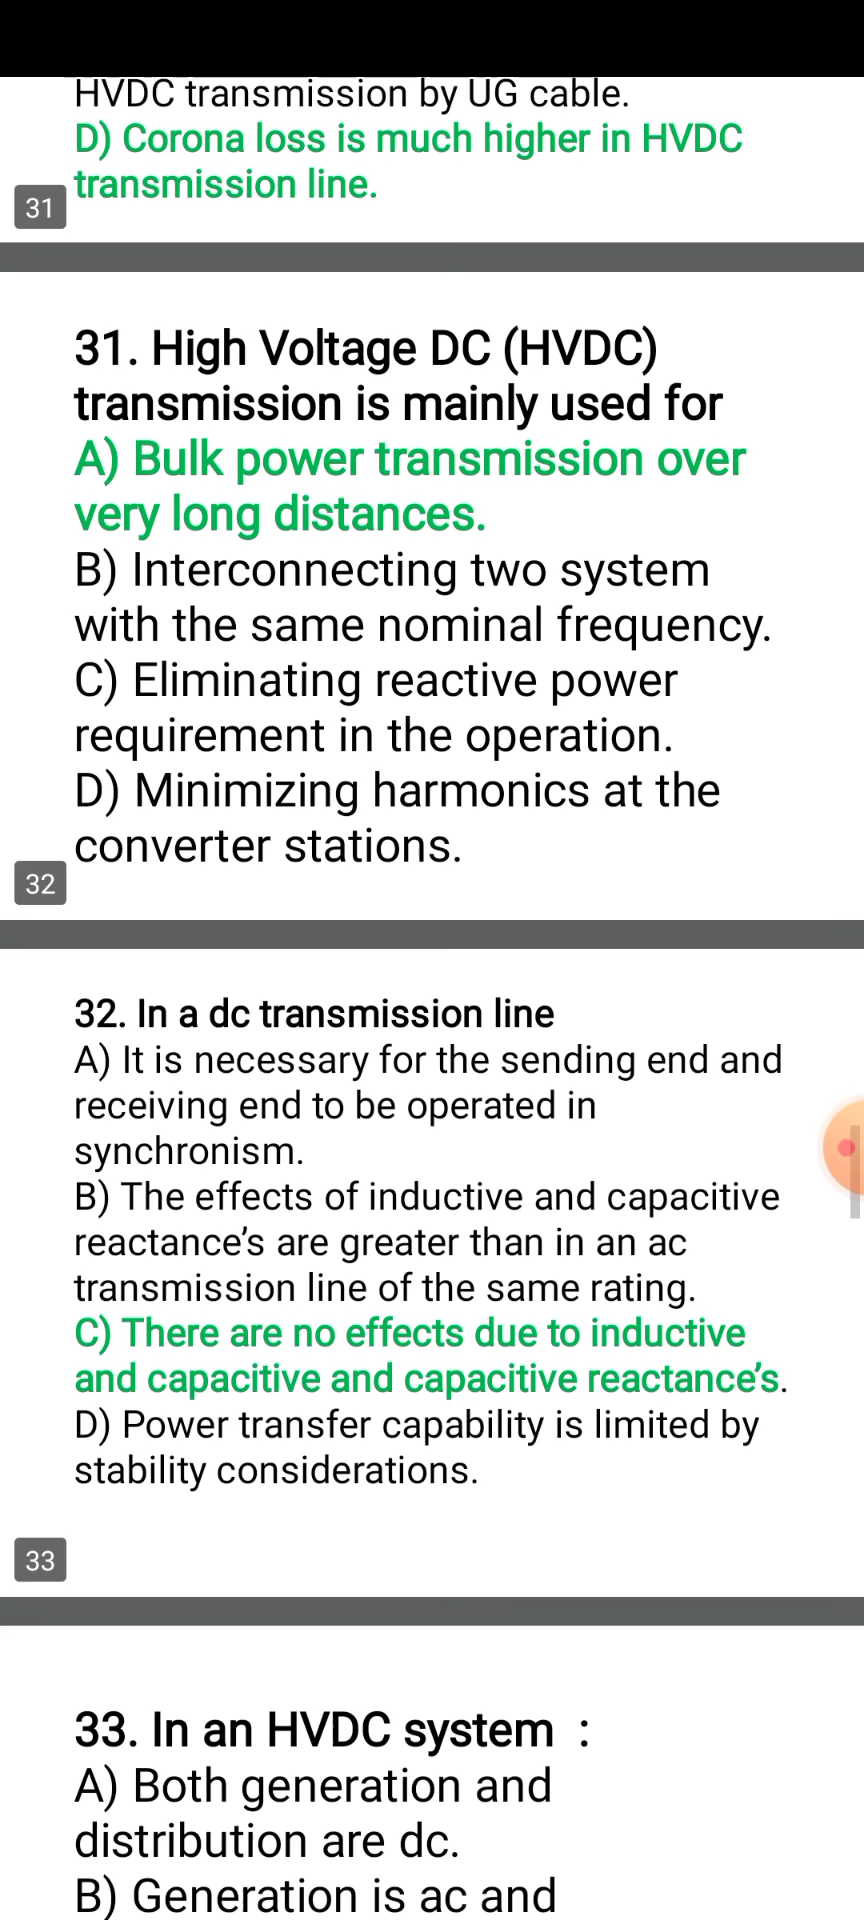 HVDC transmission by UG cable.
D) Corona loss is much higher in HVDC
transmission line.
31
31. High Voltage DC (HVDC)
transmission is mainly used for
A) Bulk power transmission over
very long distances.
B) Interconnecting two system
with the same nominal frequency.
C) Eliminating reactive power
requirement in the operation.
D) Minimizing harmonics at the
converter stations.
32
32. In a dc transmission line
A) It is necessary for the sending end and
receiving end to be operated in
synchronism.
B) The effects of inductive and capacitive
reactance's are greater than in an ac
transmission line of the same rating.
C) There are no effects due to inductive
and capacitive and capacitive reactance's.
D) Power transfer capability is limited by
stability considerations.
33
33. In an HVDC system :
A) Both generation and
distribution are dc.
B) Generation is ac and